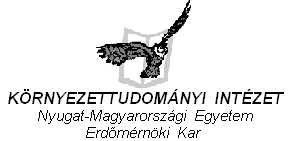 KÖRNYEZETTUDOMÁNYI INTÉZET
Nyugat-Magyarországi Egyetem
Erdőmérnöki Kar